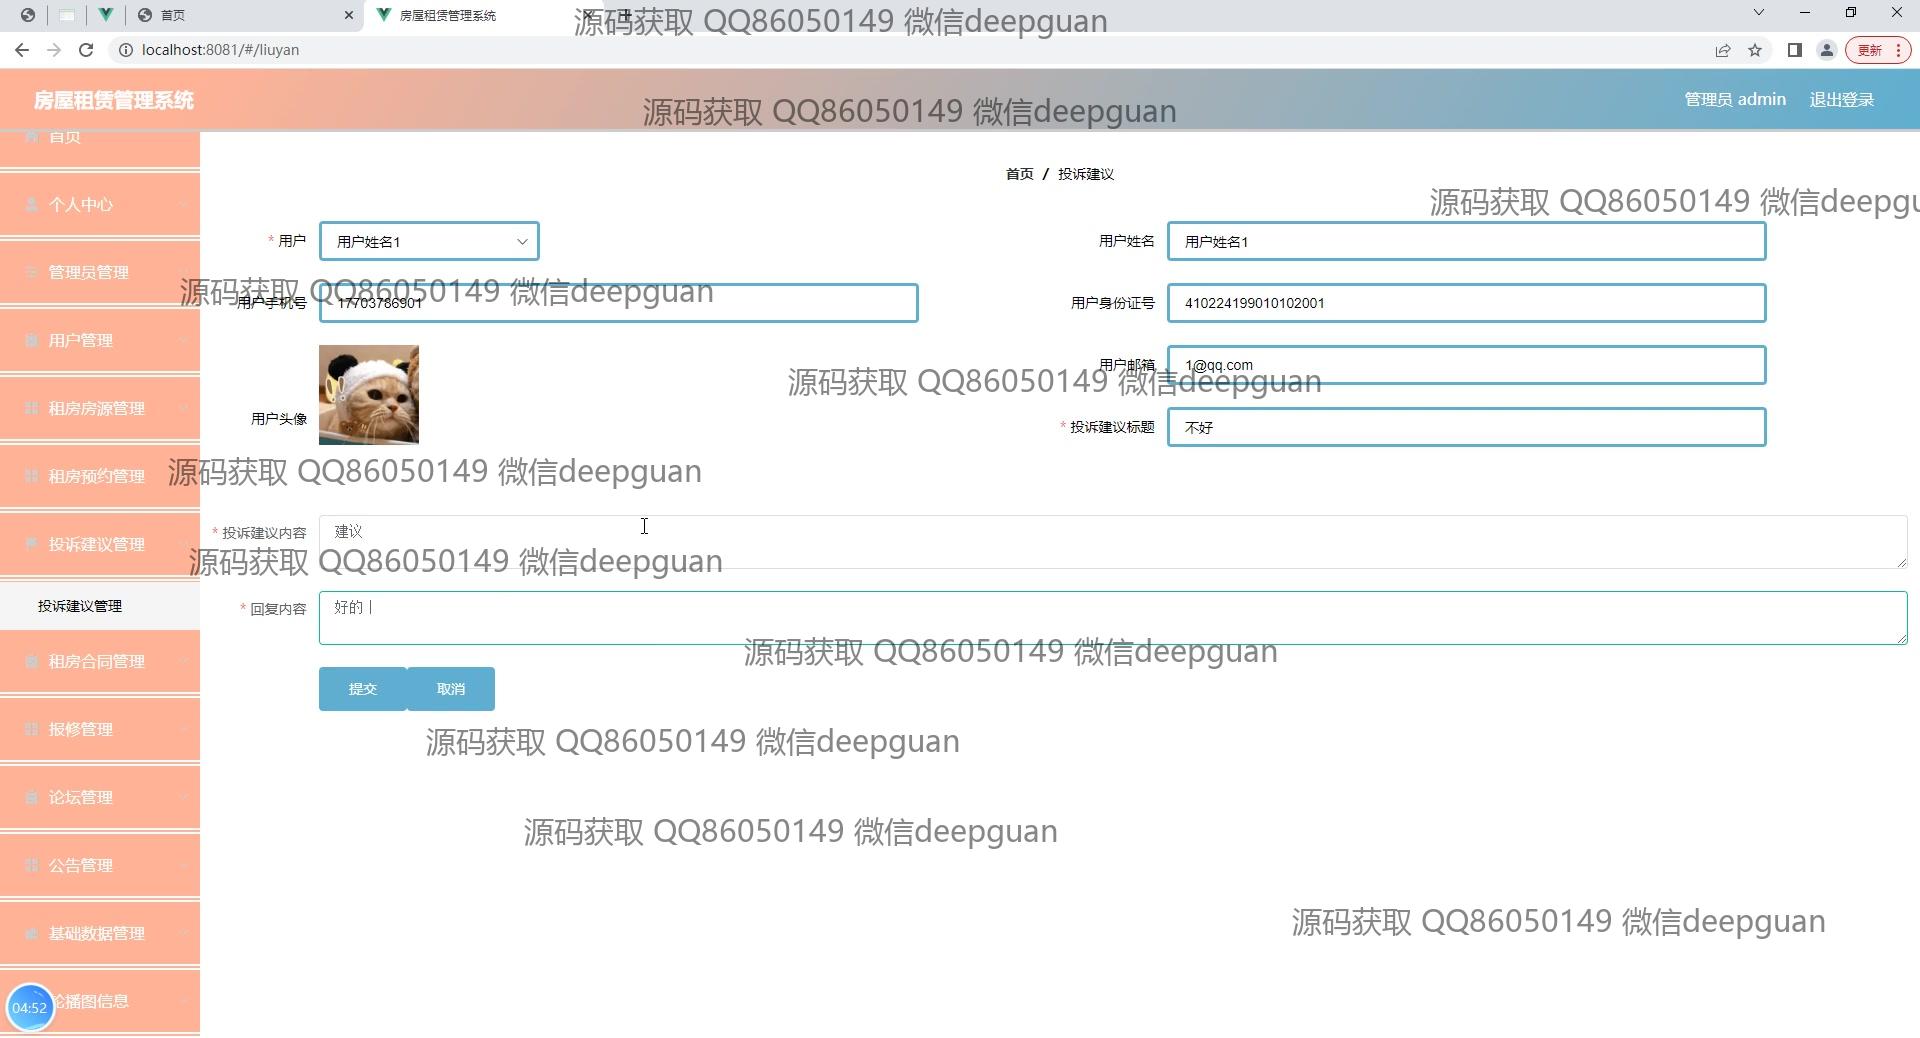 首页
房屋租赁管理系统
源码获取 QQ86050149 微信deepguan
localhost:8081/#/liuyan
更新
房屋租赁管理系统
源码获取 QQ86050149 微信deepguan
管理员 admin
退出登录
首页
首页 / 投诉建议
个人中心
源码获取 QQ86050149 微信deepgu
* 用户
用户姓名1
用户姓名
用户姓名1
管理员管理
源码获取 QQ86050149 微信deepguan
用户手机号
17703786901
用户身份证号
410224199010102001
用户管理
用户邮箱
1@qq.com
源码获取 QQ86050149 微信deepguan
租房房源管理
用户头像
* 投诉建议标题
不好
租房预约管理
源码获取 QQ86050149 微信deepguan
* 投诉建议内容
建议
投诉建议管理
源码获取 QQ86050149 微信deepguan
投诉建议管理
* 回复内容
好的
源码获取 QQ86050149 微信deepguan
租房合同管理
提交
取消
报修管理
源码获取 QQ86050149 微信deepguan
论坛管理
源码获取 QQ86050149 微信deepguan
公告管理
源码获取 QQ86050149 微信deepguan
基础数据管理
04:52
轮播图信息